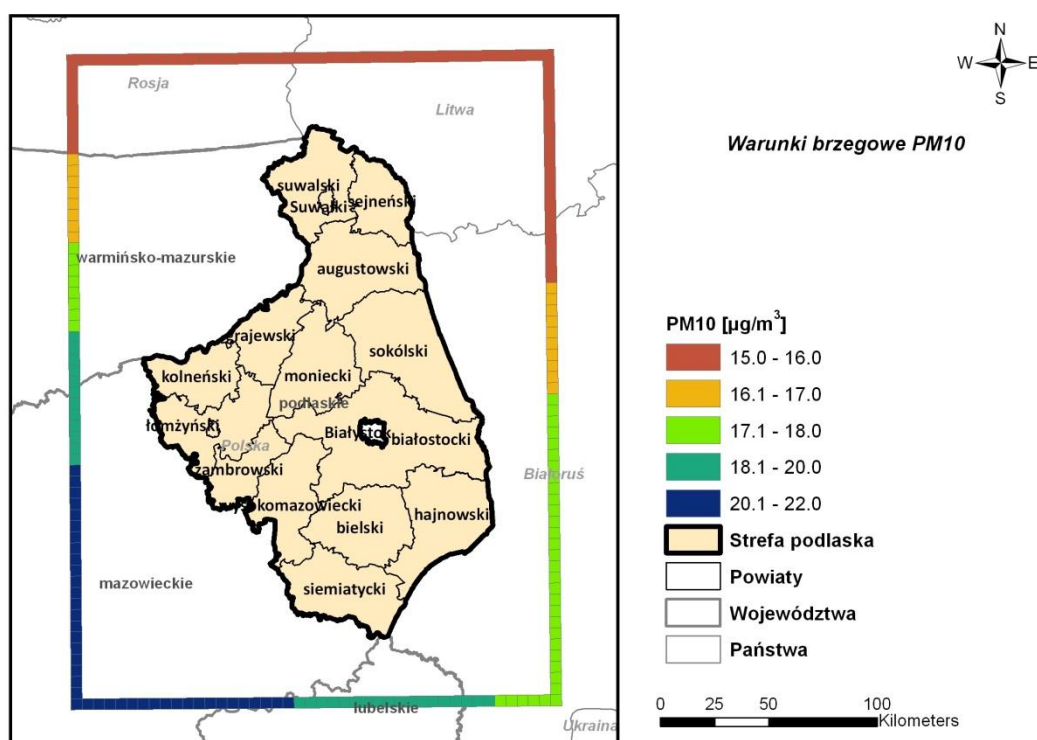 Rosja
Litwa
suwalski
Suwałki
sejneński
warmińsko-mazurskie
augustowski
grajewski
sokólski
kolneński
moniecki
podlaskie
łomżyński
Białystok
białostocki
Polska
zambrowski
Białoruś
wysokomazowiecki
hajnowski
bielski
mazowieckie
siemiatycki
lubelskie
Ukraina
N
W E
S
Warunki brzegowe PM10
PM10 [µg/m³]
15.0 - 16.0
16.1 - 17.0
17.1 - 18.0
18.1 - 20.0
20.1 - 22.0
Strefa podlaska
Powiaty
Województwa
Państwa
0 25 50 100
Kilometers